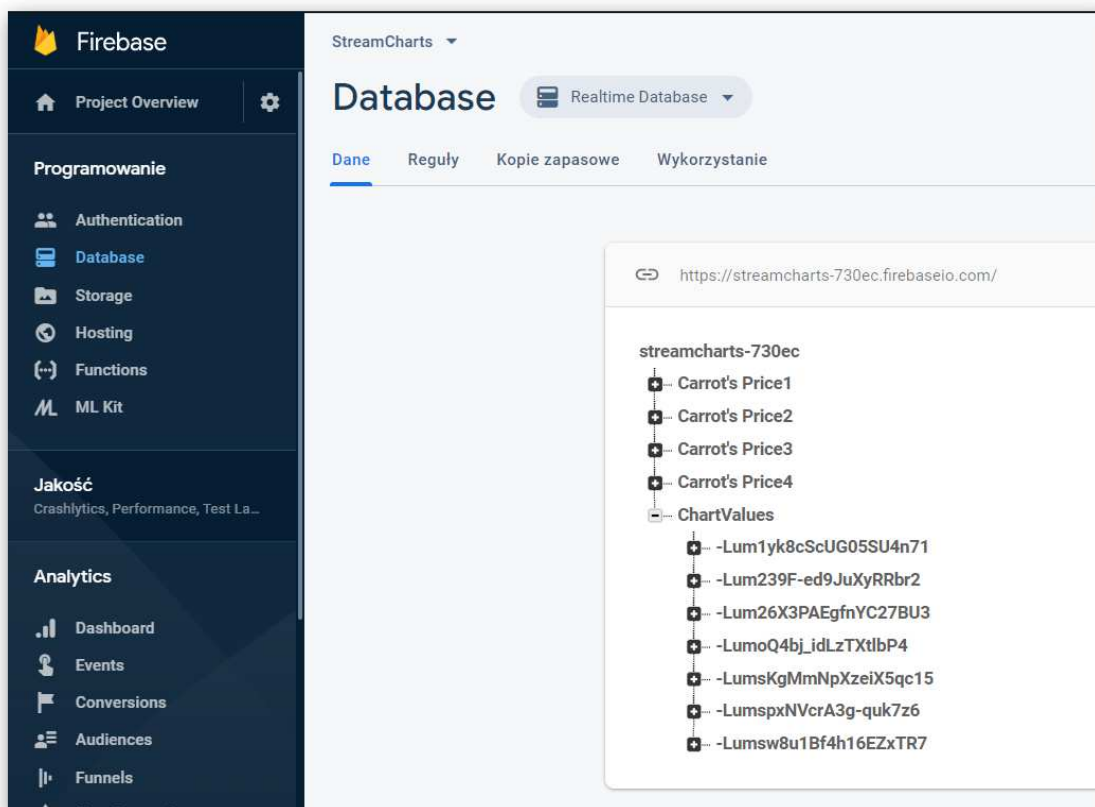 Firebase
Project Overview
Programowanie
Authentication
Database
Storage
Hosting
Functions
ML Kit
Jakość
Crashlytics, Performance, Test La...
Analytics
Dashboard
Events
Conversions
Audiences
Funnels
StreamCharts
Database
Realtime Database
Dane
Reguły
Kopie zapasowe
Wykorzystanie
https://streamcharts-730ec.firebaseio.com/
streamcharts-730ec
Carrot's Price1
Carrot's Price2
Carrot's Price3
Carrot's Price4
ChartValues
-Lum1yk8cScUG05SU4n71
-Lum239F-ed9JuXyRRbr2
-Lum26X3PAEgfnYC27BU3
-LumoQ4bj_idLzTXtlbP4
-LumsKgMmNpXzeiX5qc15
-LumspxNVcrA3g-quk7z6
-Lumsw8u1Bf4h16EZxTR7